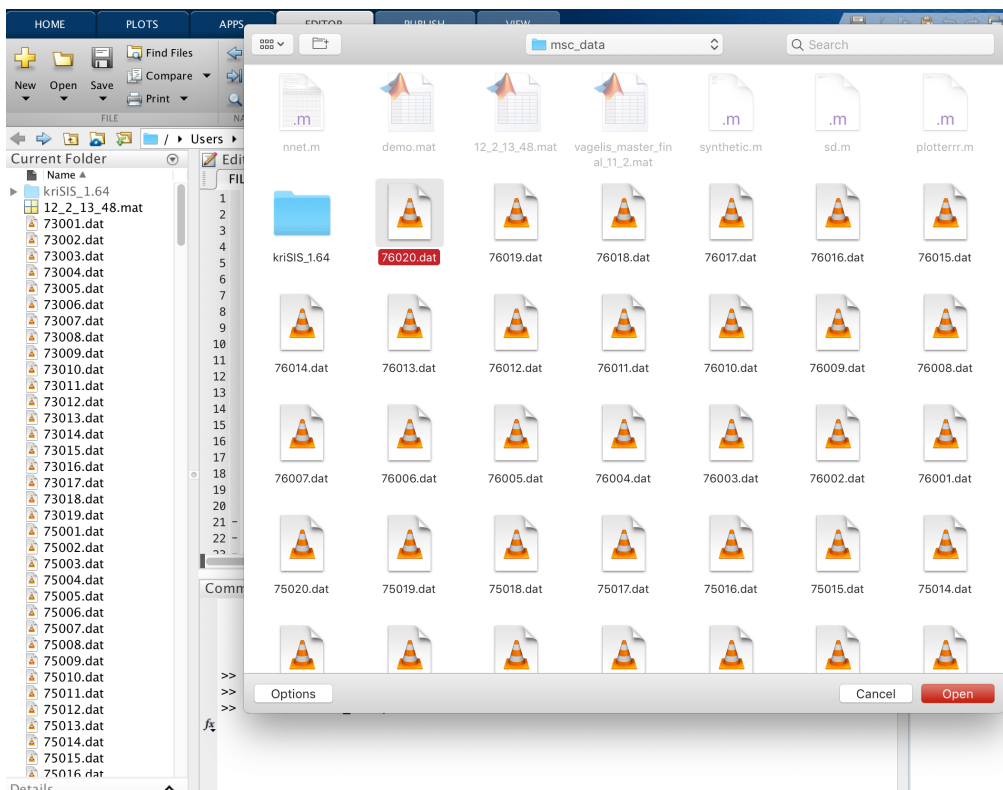 HOME PLOTS APPS EDITOR PUBLISH VIEW
msc_data
Search
Find Files
Compare
Print
New Open Save
FILE
/ Users
Current Folder
Name
kriSIS_1.64
12_2_13_48.mat
73001.dat
73002.dat
73003.dat
73004.dat
73005.dat
73006.dat
73007.dat
73008.dat
73009.dat
73010.dat
73011.dat
73012.dat
73013.dat
73014.dat
73015.dat
73016.dat
73017.dat
73018.dat
73019.dat
75001.dat
75002.dat
75003.dat
75004.dat
75005.dat
75006.dat
75007.dat
75008.dat
75009.dat
75010.dat
75011.dat
75012.dat
75013.dat
75014.dat
75015.dat
75016.dat
Details
1
2
3
4
5
6
7
8
9
10
11
12
13
14
15
16
17
18
19
20
21 -
22 -
>>
>>
>>
fx
.m .m .m .m
nnet.m demo.mat 12_2_13_48.mat vagelis_master_fin synthetic.m sd.m plotterrr.m
al_11_2.mat
kriSIS_1.64 76020.dat 76019.dat 76018.dat 76017.dat 76016.dat 76015.dat
76014.dat 76013.dat 76012.dat 76011.dat 76010.dat 76009.dat 76008.dat
76007.dat 76006.dat 76005.dat 76004.dat 76003.dat 76002.dat 76001.dat
75020.dat 75019.dat 75018.dat 75017.dat 75016.dat 75015.dat 75014.dat
Options Cancel Open